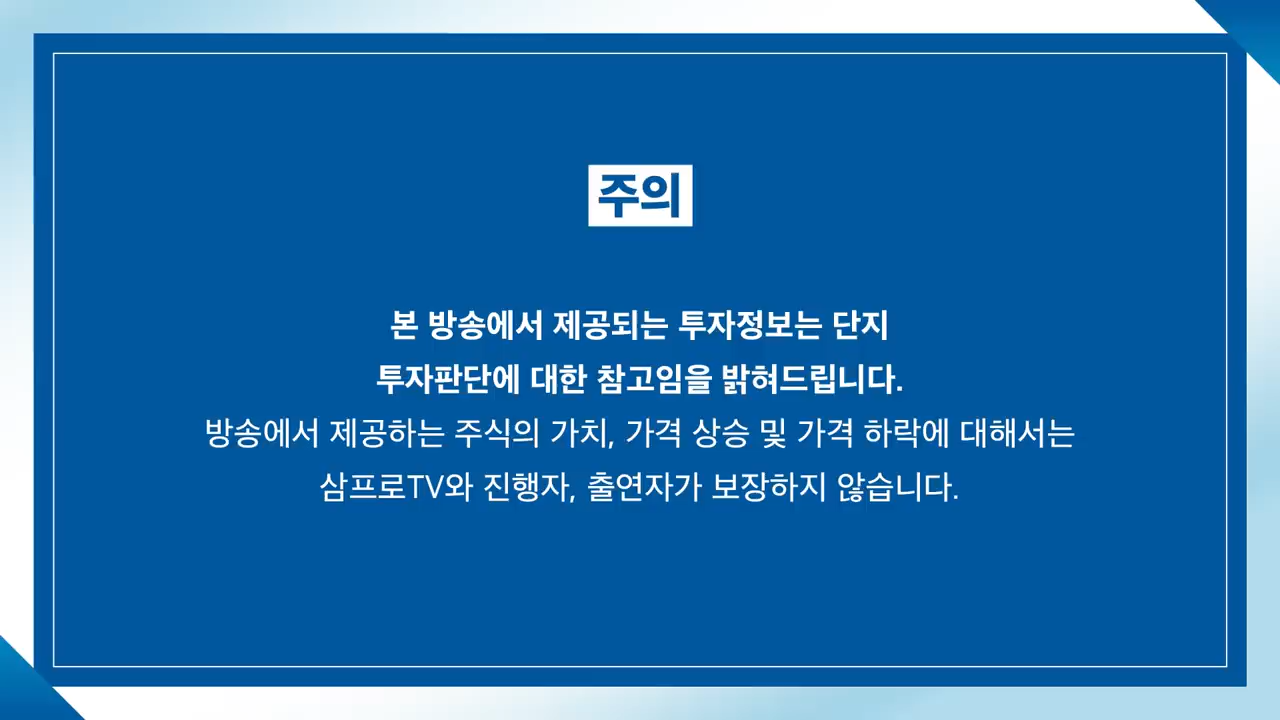 주의
본 방송에서 제공되는 투자정보는 단지
투자판단에 대한 참고임을 밝혀드립니다.
방송에서 제공하는 주식의 가치, 가격 상승 및 가격 하락에 대해서는
삼프로TV와 진행자, 출연자가 보장하지 않습니다.